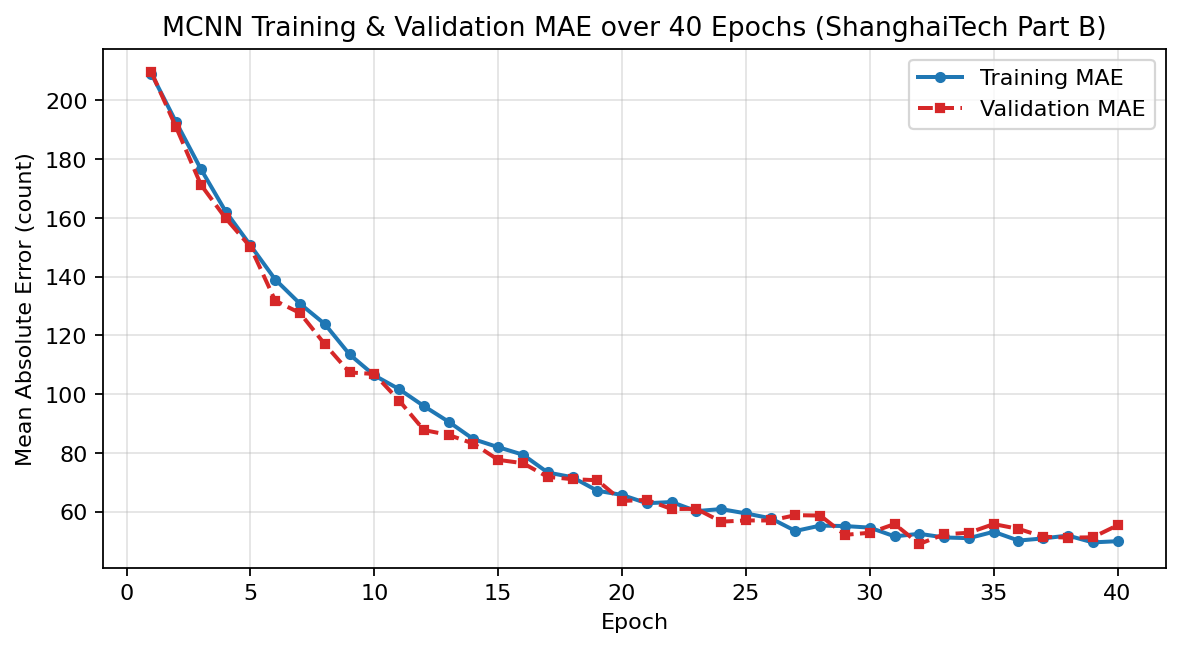 MCNN Training & Validation MAE over 40 Epochs (ShanghaiTech Part B)
Training MAE
Validation MAE
Mean Absolute Error (count)
200
180
160
140
120
100
80
60
0 5 10 15 20 25 30 35 40
Epoch